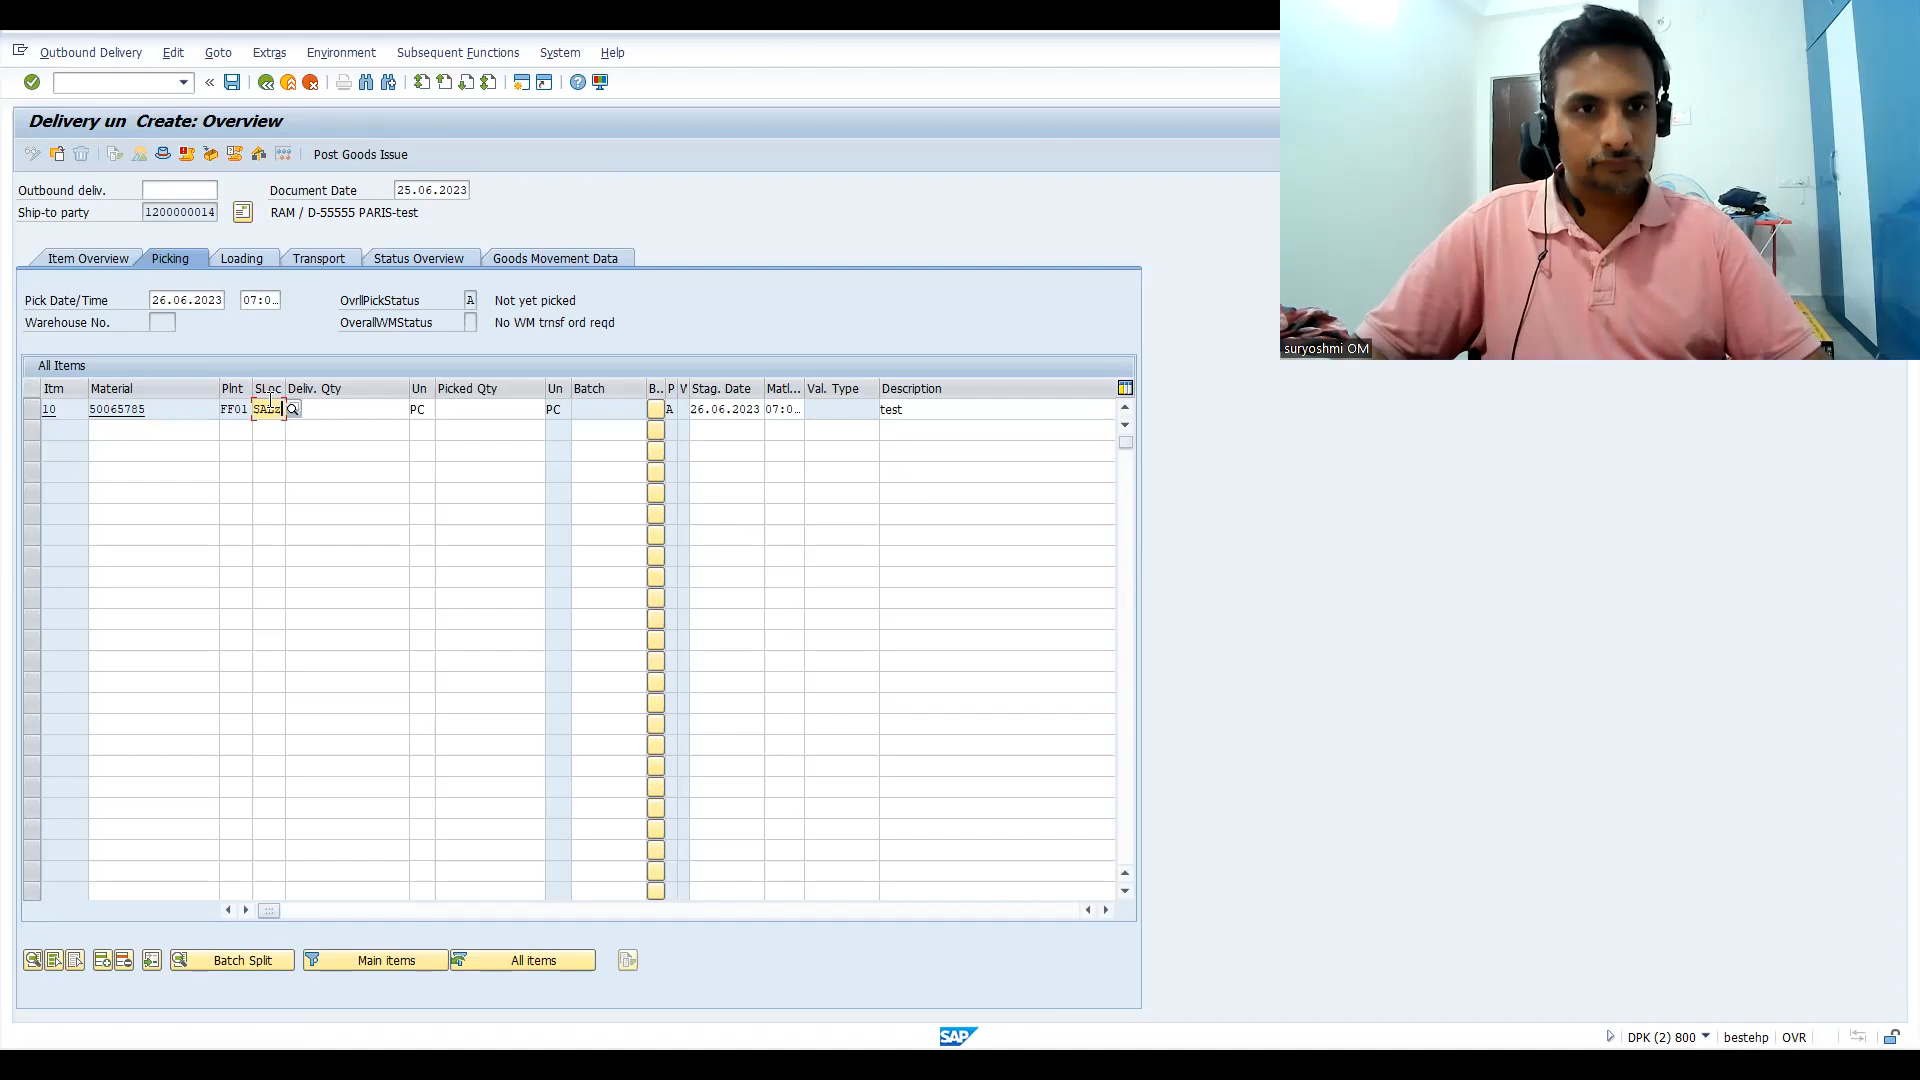 Outbound Delivery Edit Goto Extras Environment Subsequent Functions System Help
Delivery un Create: Overview
Post Goods Issue
Outbound deliv. Document Date 25.06.2023
Ship-to party 1200000014 RAM / D-55555 PARIS-test
Item Overview Picking Loading Transport Status Overview Goods Movement Data
Pick Date/Time 26.06.2023 07:0… OvrllPickStatus A Not yet picked
Warehouse No. OverallWMStatus No WM trnsf ord reqd
All Items
Itm Material Plnt SLoc Deliv. Qty Un Picked Qty Un Batch B.. P V Stag. Date Matl... Val. Type Description
10 50065785 FF01 PC PC A 26.06.2023 07:0… test
Batch Split Main items All items
suryoshmi OM
SAP
DPK (2) 800 bestehp OVR